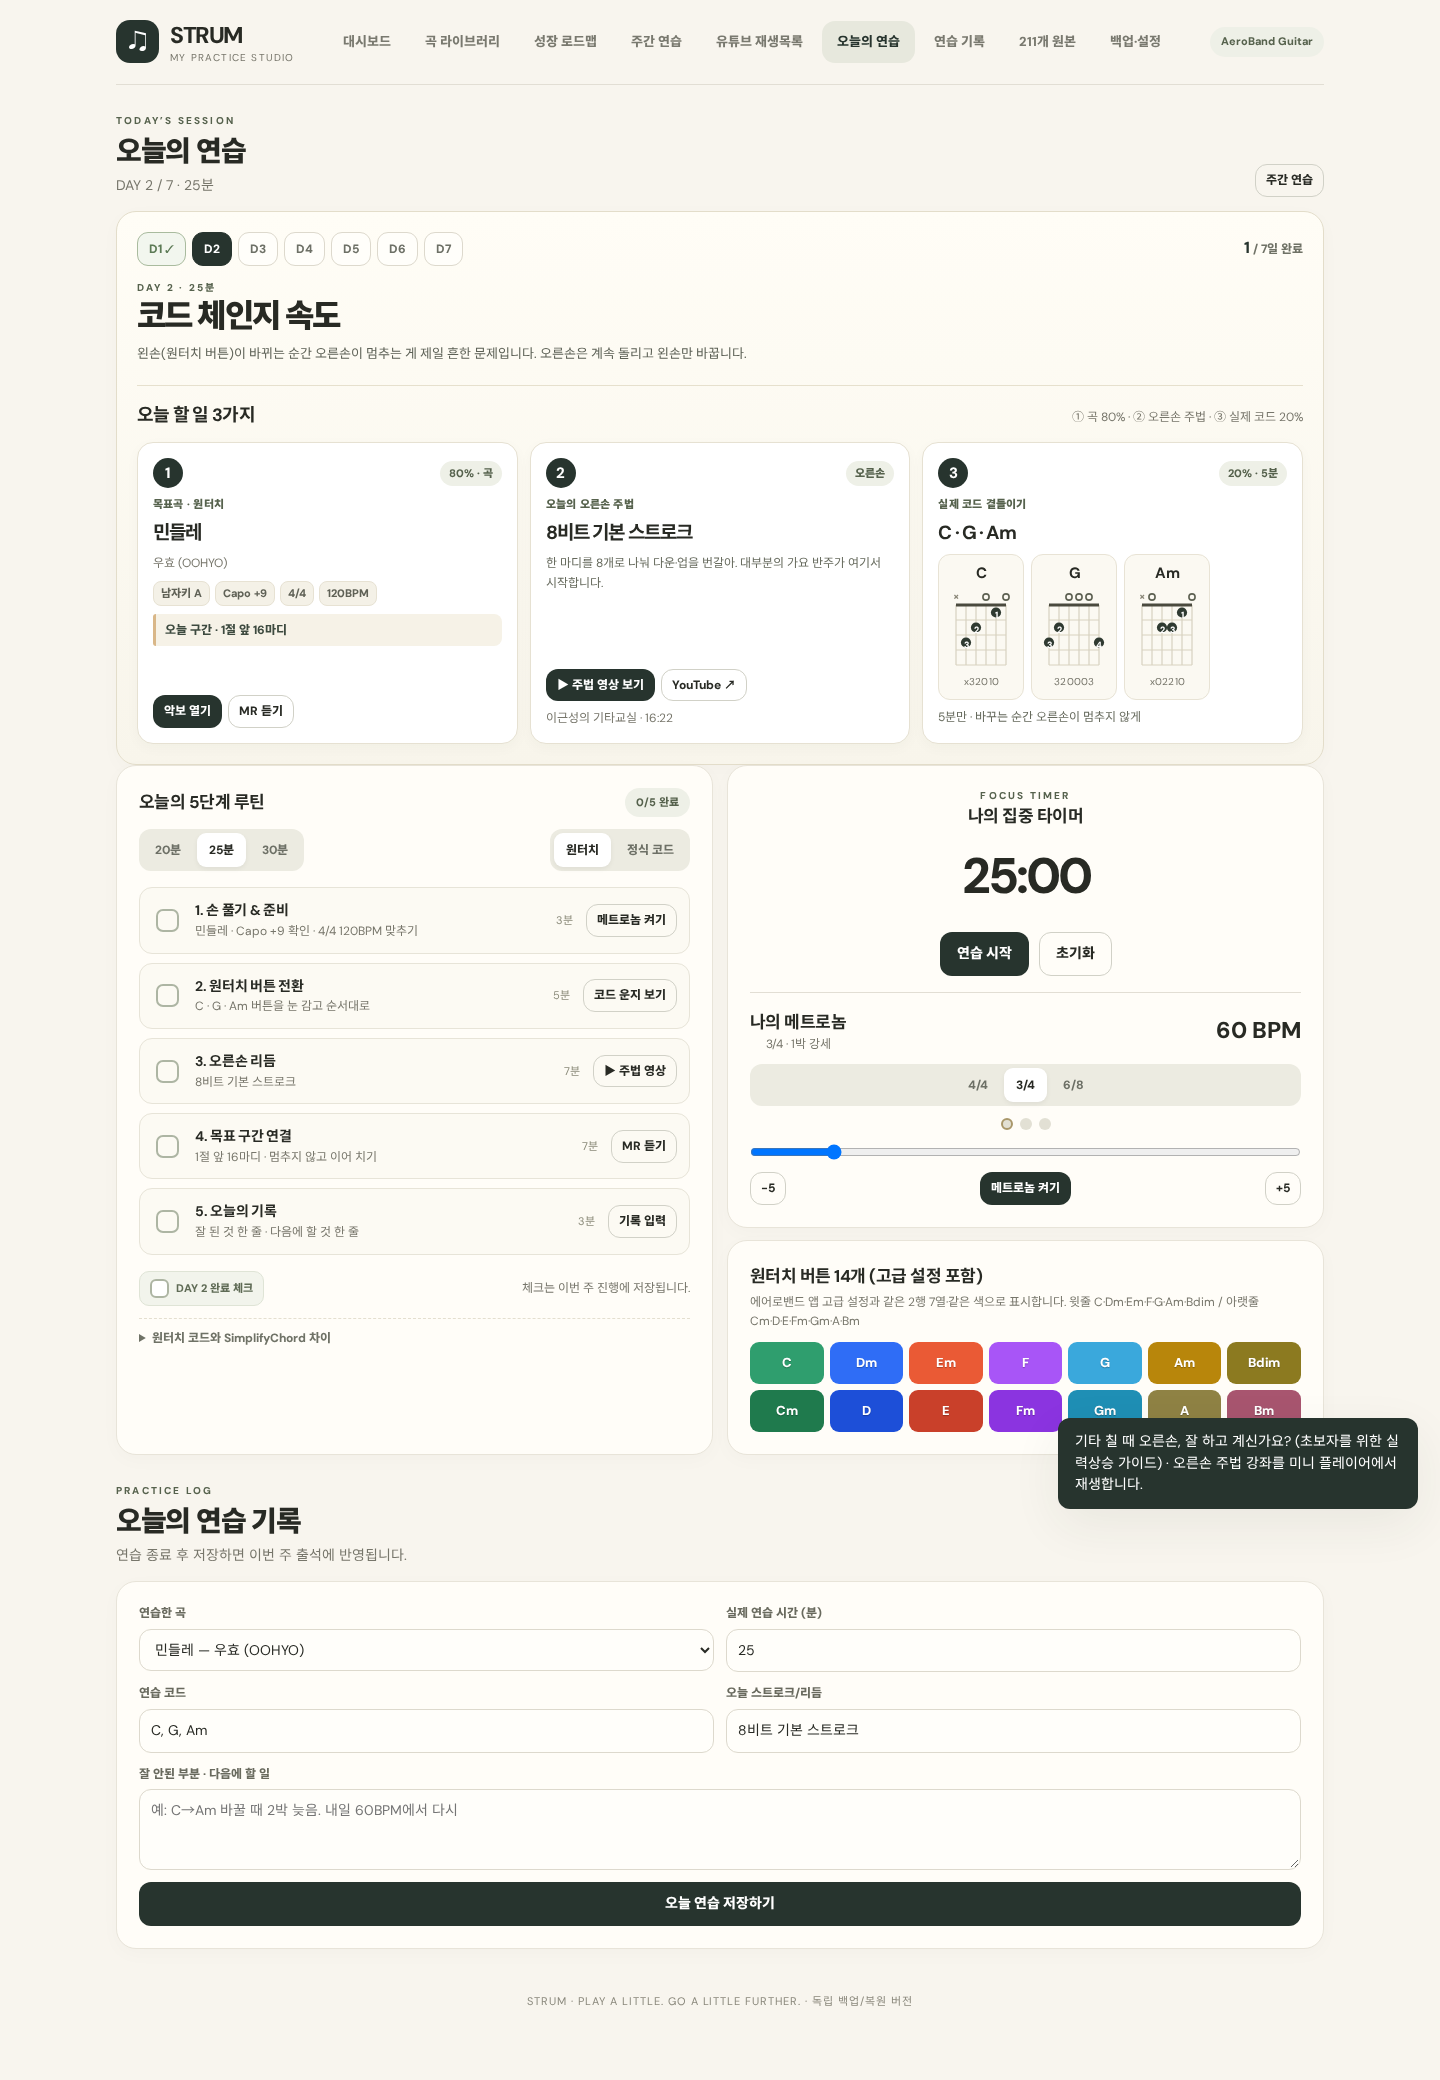 STRUM
MY PRACTICE STUDIO
대시보드
곡 라이브러리
성장 로드맵
주간 연습
유튜브 재생목록
오늘의 연습
연습 기록
211개 원본
백업·설정
AeroBand Guitar
TODAY'S SESSION
오늘의 연습
DAY 2 / 7 · 25분
주간 연습
D1✓
D2
D3
D4
D5
D6
D7
1 / 7일 완료
DAY 2 · 25분
코드 체인지 속도
왼손(원터치 버튼)이 바뀌는 순간 오른손이 멈추는 게 제일 흔한 문제입니다. 오른손은 계속 돌리고 왼손만 바꿉니다.
오늘 할 일 3가지
① 곡 80% · ② 오른손 주법 · ③ 실제 코드 20%
1
80% · 곡
목표곡 · 원터치
민들레
우효 (OOHYO)
남자키 A
Capo +9
4/4
120BPM
오늘 구간 · 1절 앞 16마디
악보 열기
MR 듣기
2
오른손
오늘의 오른손 주법
8비트 기본 스트로크
한 마디를 8개로 나눠 다운·업을 번갈아. 대부분의 가요 반주가 여기서
시작합니다.
▶ 주법 영상 보기
YouTube ↗
이근성의 기타교실 · 16:22
3
20% · 5분
실제 코드 곁들이기
C · G · Am
C
x32010
G
320003
Am
x02210
5분만 · 바꾸는 순간 오른손이 멈추지 않게
오늘의 5단계 루틴
0/5 완료
20분
25분
30분
원터치
정식 코드
1. 손 풀기 & 준비
민들레 · Capo +9 확인 · 4/4 120BPM 맞추기
3분
메트로놈 켜기
2. 원터치 버튼 전환
C · G · Am 버튼을 눈 감고 순서대로
5분
코드 운지 보기
3. 오른손 리듬
8비트 기본 스트로크
7분
▶ 주법 영상
4. 목표 구간 연결
1절 앞 16마디 · 멈추지 않고 이어 치기
7분
MR 듣기
5. 오늘의 기록
잘 된 것 한 줄 · 다음에 할 것 한 줄
3분
기록 입력
DAY 2 완료 체크
체크는 이번 주 진행에 저장됩니다.
▶ 원터치 코드와 SimplifyChord 차이
FOCUS TIMER
나의 집중 타이머
25:00
연습 시작
초기화
나의 메트로놈
3/4 · 1박 강세
60 BPM
4/4
3/4
6/8
-5
메트로놈 켜기
+5
원터치 버튼 14개 (고급 설정 포함)
에어로밴드 앱 고급 설정과 같은 2행 7열·같은 색으로 표시합니다. 윗줄 C·Dm·Em·F·G·Am·Bdim / 아랫줄
Cm·D·E·Fm·Gm·A·Bm
C
Dm
Em
F
G
Am
Bdim
Cm
D
E
Fm
Gm
A
Bm
기타 칠 때 오른손, 잘 하고 계신가요? (초보자를 위한 실
력상승 가이드) · 오른손 주법 강좌를 미니 플레이어에서
재생합니다.
PRACTICE LOG
오늘의 연습 기록
연습 종료 후 저장하면 이번 주 출석에 반영됩니다.
연습한 곡
민들레 — 우효 (OOHYO)
실제 연습 시간 (분)
25
연습 코드
C, G, Am
오늘 스트로크/리듬
8비트 기본 스트로크
잘 안된 부분 · 다음에 할 일
예: C→Am 바꿀 때 2박 늦음. 내일 60BPM에서 다시
오늘 연습 저장하기
STRUM · PLAY A LITTLE. GO A LITTLE FURTHER. · 독립 백업/복원 버전